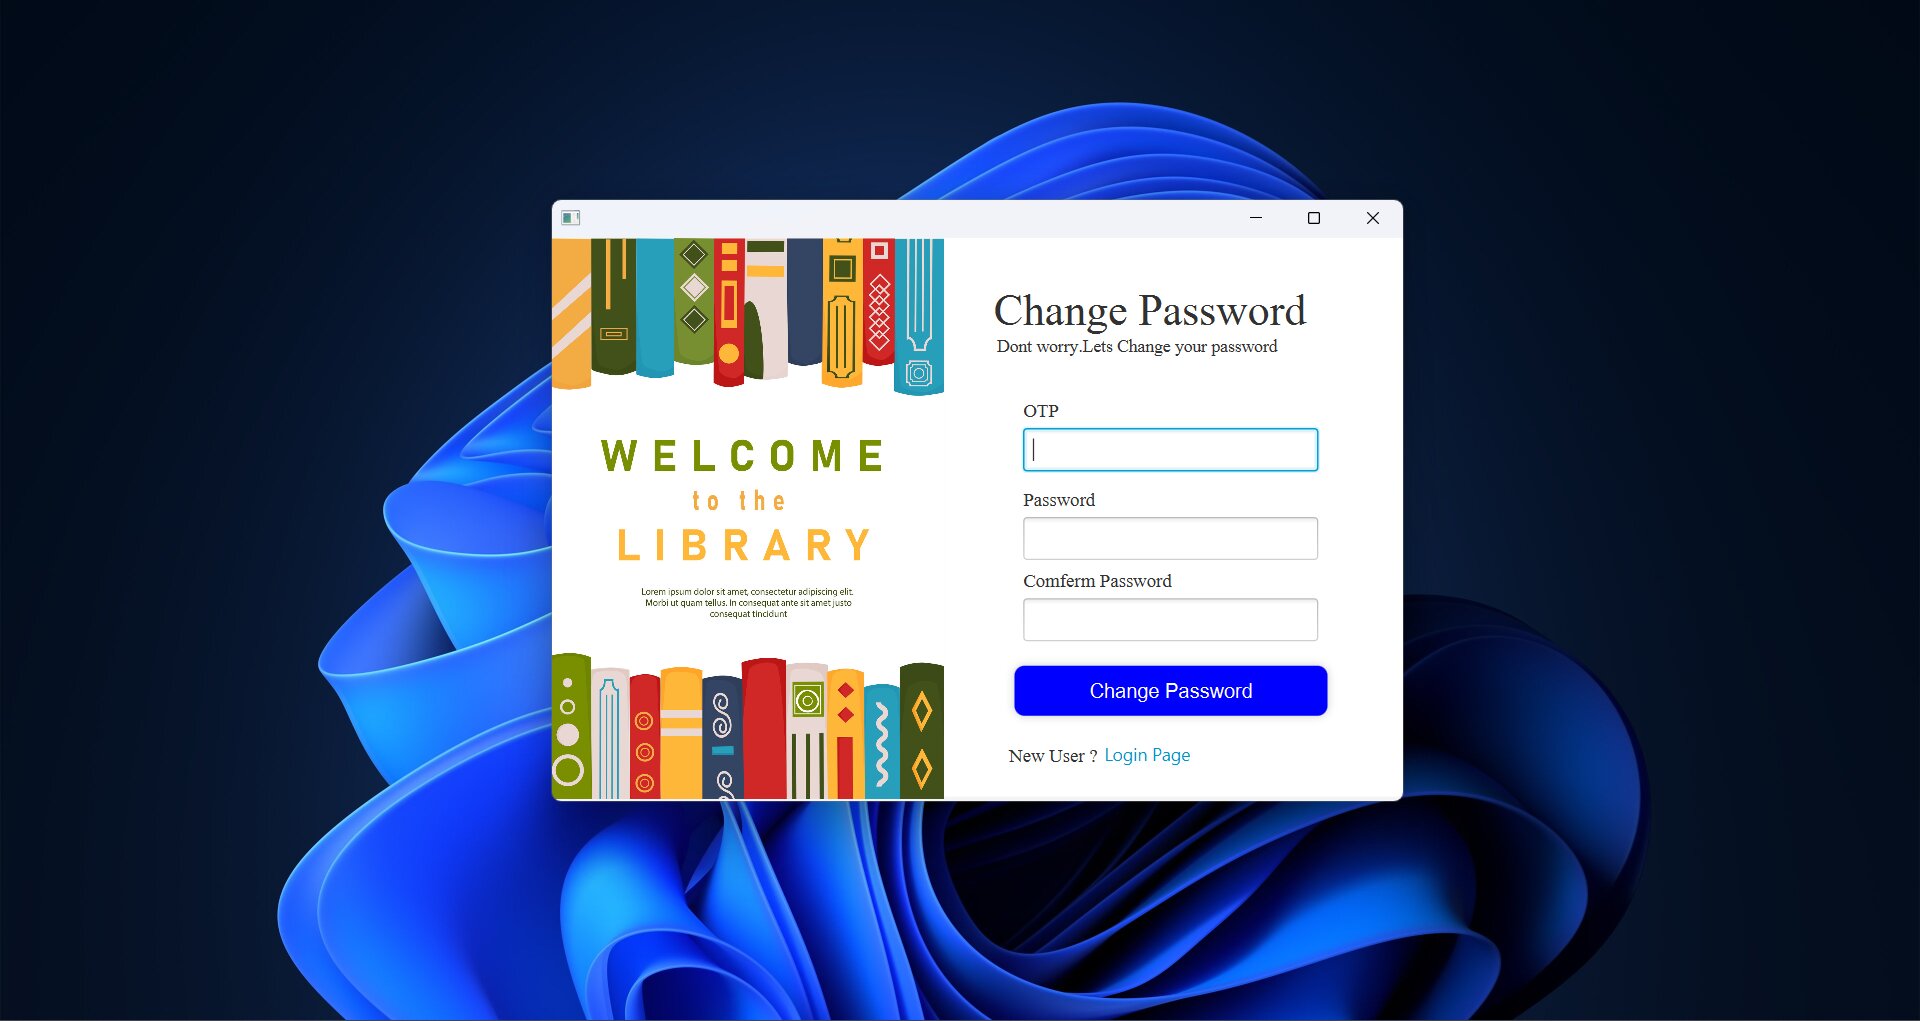 WELCOME
to the
LIBRARY
Lorem ipsum dolor sit amet, consectetur adipiscing elit.
Morbi ut quam tellus. In consequat ante sit amet justo
consequat tincidunt
Change Password
Dont worry.Lets Change your password
OTP
Password
Comferm Password
Change Password
New User ? Login Page